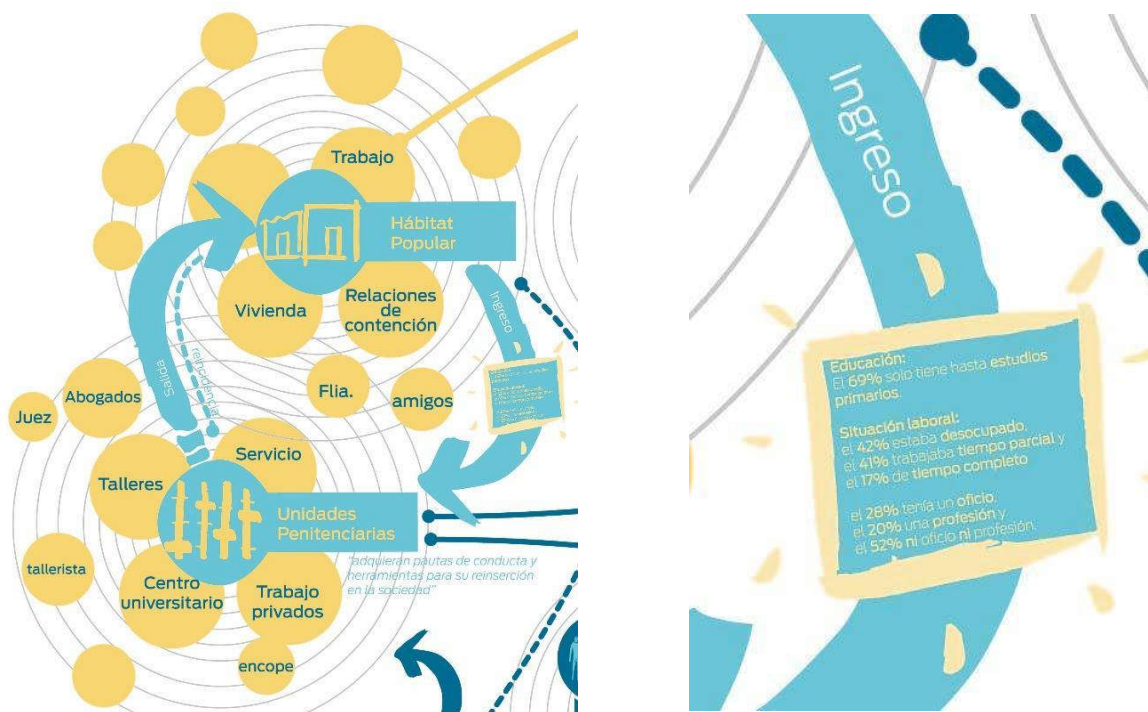 Trabajo
Hábitat
Popular
Vivienda
Relaciones
de
contención
Ingreso
Salida
reincidencia
Flia.
amigos
Abogados
Juez
Servicio
Talleres
Unidades
Penitenciarias
"adquieran pautas de conducta y
herramientas para su reinserción
en la sociedad"
tallerista
Centro
universitario
Trabajo
privados
encope
Ingreso
Educación:
El 69% solo tiene hasta estudios
primarios.
Situación laboral:
el 42% estaba desocupado,
el 41% trabajaba tiempo parcial y
el 17% de tiempo completo
el 28% tenía un oficio,
el 20% una profesión y
el 52% ni oficio ni profesión.